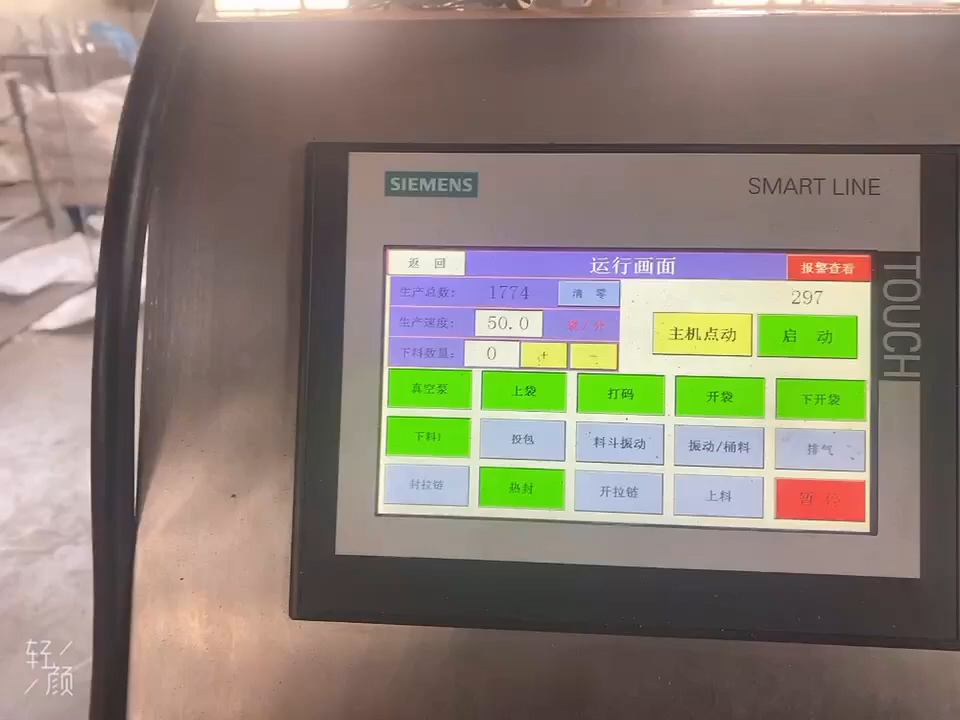 SIEMENS
SMART LINE
TOUCH
返 回 运行画面 报警查看
生产总数: 1774 清 零 297
生产速度: 50.0 袋/分 主机点动 启 动
下料数量: 0 + -
真空泵 上袋 打码 开袋 下开袋
下料1 投包 料斗振动 振动/桶料 排气
封拉链 热封 开拉链 上料 暂 停
轻颜